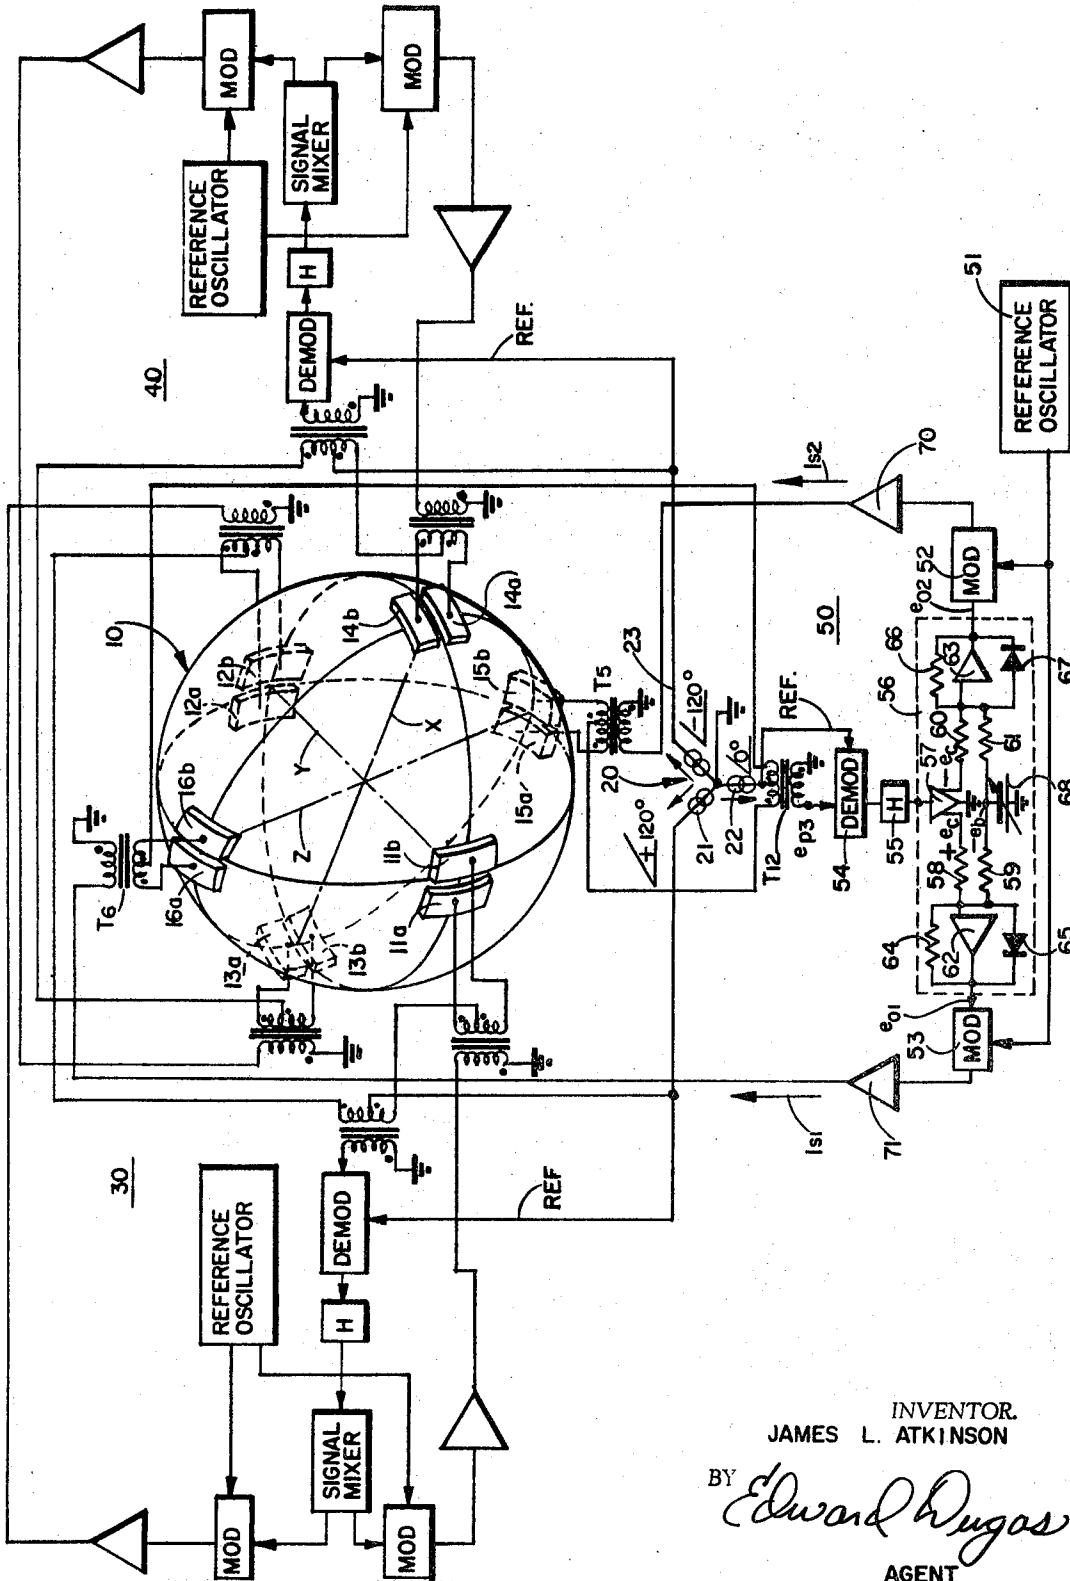 MOD
REFERENCE
OSCILLATOR
SIGNAL
MIXER
MOD
H
DEMOD
REF.
40
10
12a
12b
14b
14a
15b
15a
16b
16a
11b
11a
13a
13b
X
Y
Z
T6
T5
30
REFERENCE
OSCILLATOR
DEMOD
H
SIGNAL
MIXER
MOD
MOD
REF
23
20
-120°
+120°
0°
21
22
T12
REF.
ep3
DEMOD
54
H
55
50
51
REFERENCE
OSCILLATOR
70
Is2
52
MOD
e02
56
66
63
67
57
60
61
-ec
+ec
-eb
68
58
59
64
62
65
e01
53
MOD
71
Is1
INVENTOR.
JAMES L. ATKINSON
BY Edward Dugas
AGENT